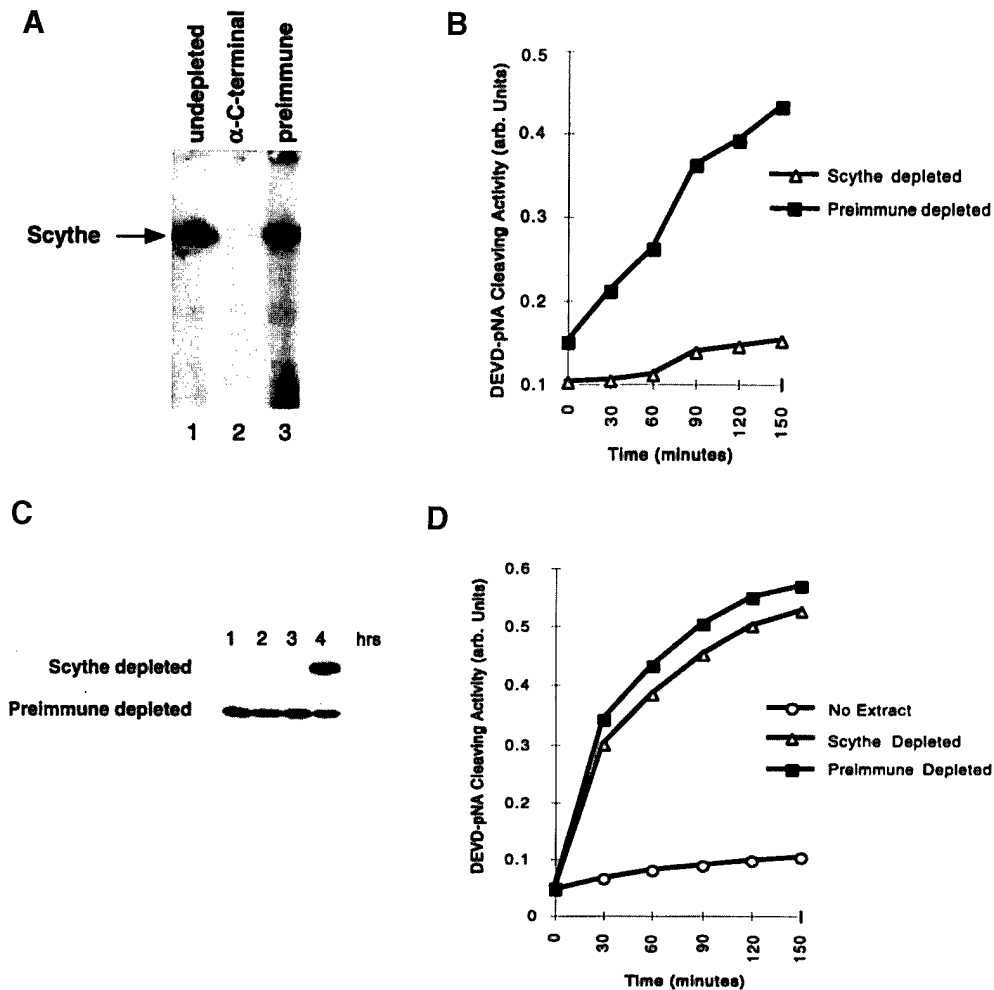 A
undepleted
α-C-terminal
preimmune
Scythe
1 2 3
B
DEVD-pNA Cleaving Activity (arb. Units)
0.5
0.4
0.3
0.2
0.1
0 30 60 90 120 150
Time (minutes)
Scythe depleted
Preimmune depleted
C
1 2 3 4 hrs
Scythe depleted
Preimmune depleted
D
DEVD-pNA Cleaving Activity (arb. Units)
0.6
0.5
0.4
0.3
0.2
0.1
0
0 30 60 90 120 150
Time (minutes)
No Extract
Scythe Depleted
Preimmune Depleted